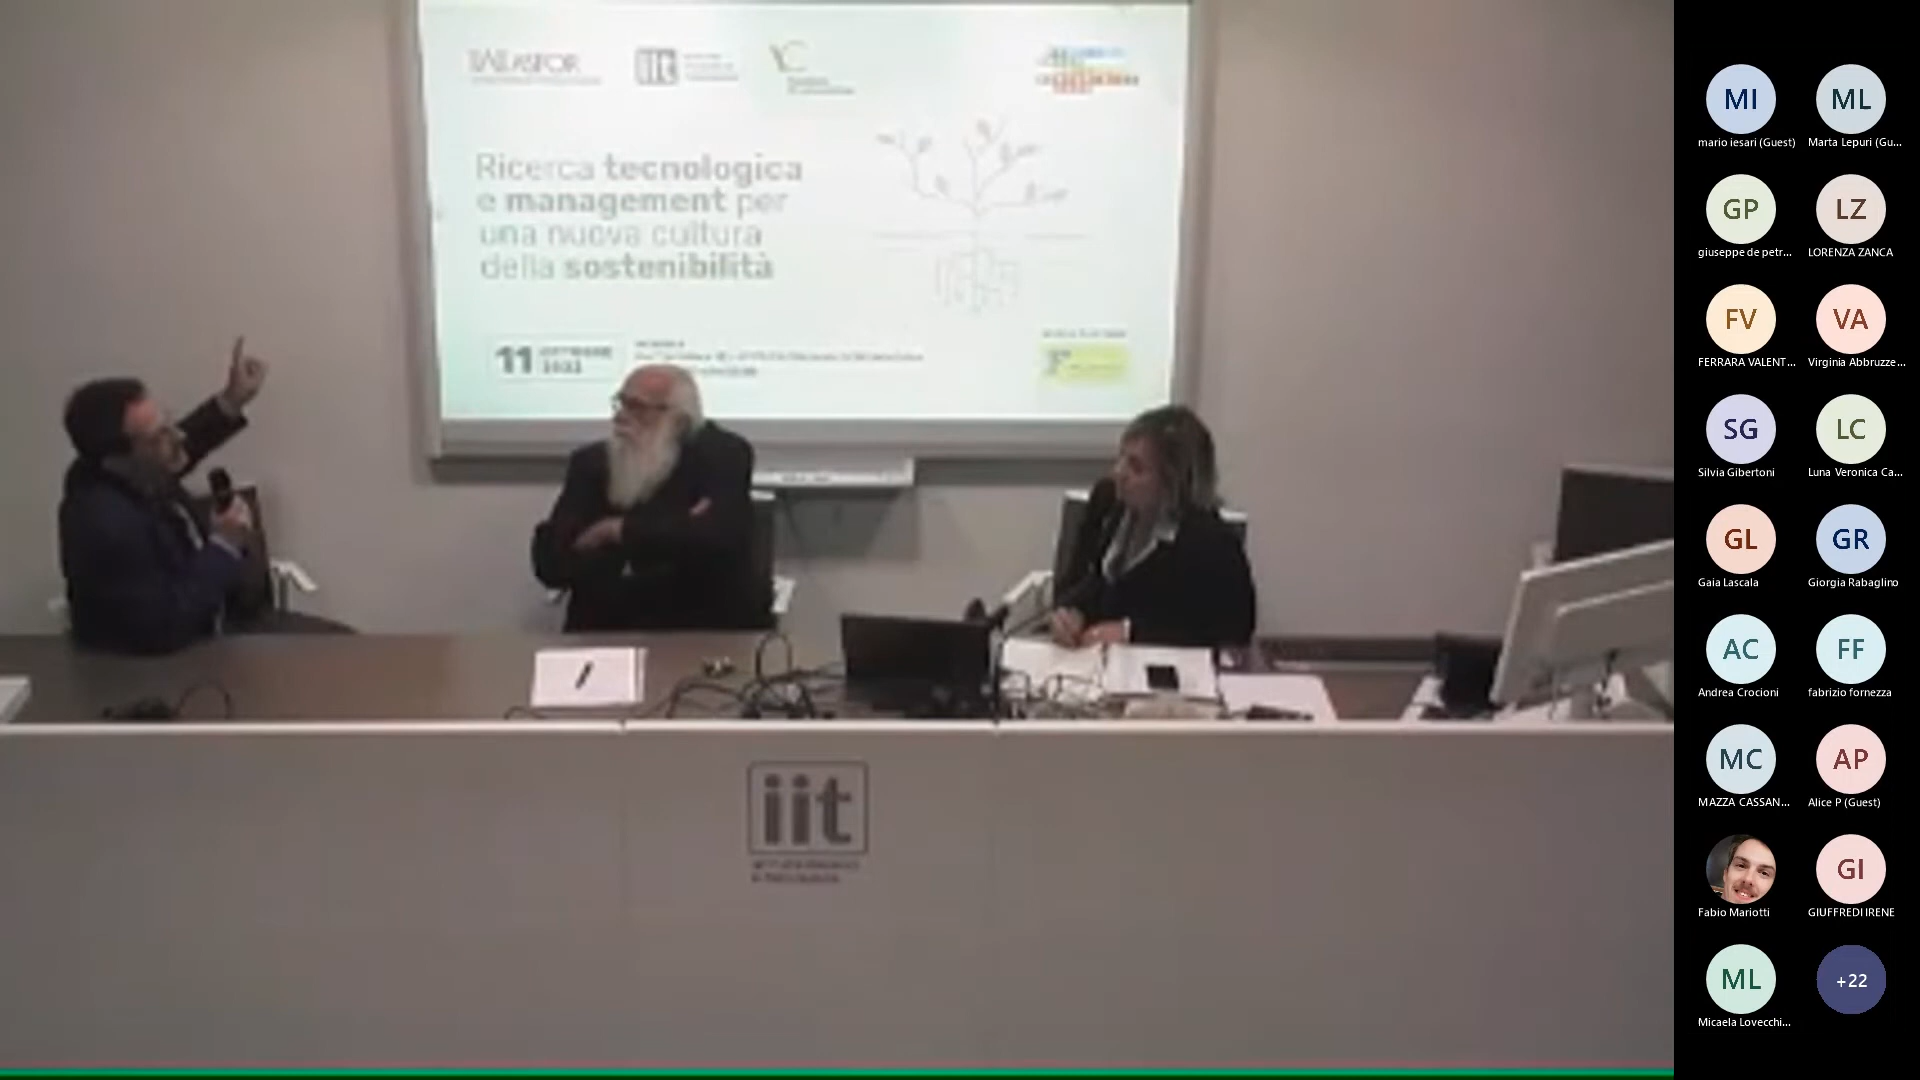 ASFOR
iit
Ricerca tecnologica
e management per
una nuova cultura
della sostenibilità
11
iit
MI
mario iesari (Guest)
ML
Marta Lepuri (Gu...
GP
giuseppe de petr...
LZ
LORENZA ZANCA
FV
FERRARA VALENT...
VA
Virginia Abbruzze...
SG
Silvia Gibertoni
LC
Luna Veronica Ca...
GL
Gaia Lascala
GR
Giorgia Rabaglino
AC
Andrea Crocioni
FF
fabrizio fornezza
MC
MAZZA CASSAN...
AP
Alice P (Guest)
Fabio Mariotti
GI
GIUFFREDI IRENE
ML
Micaela Lovecchi...
+22